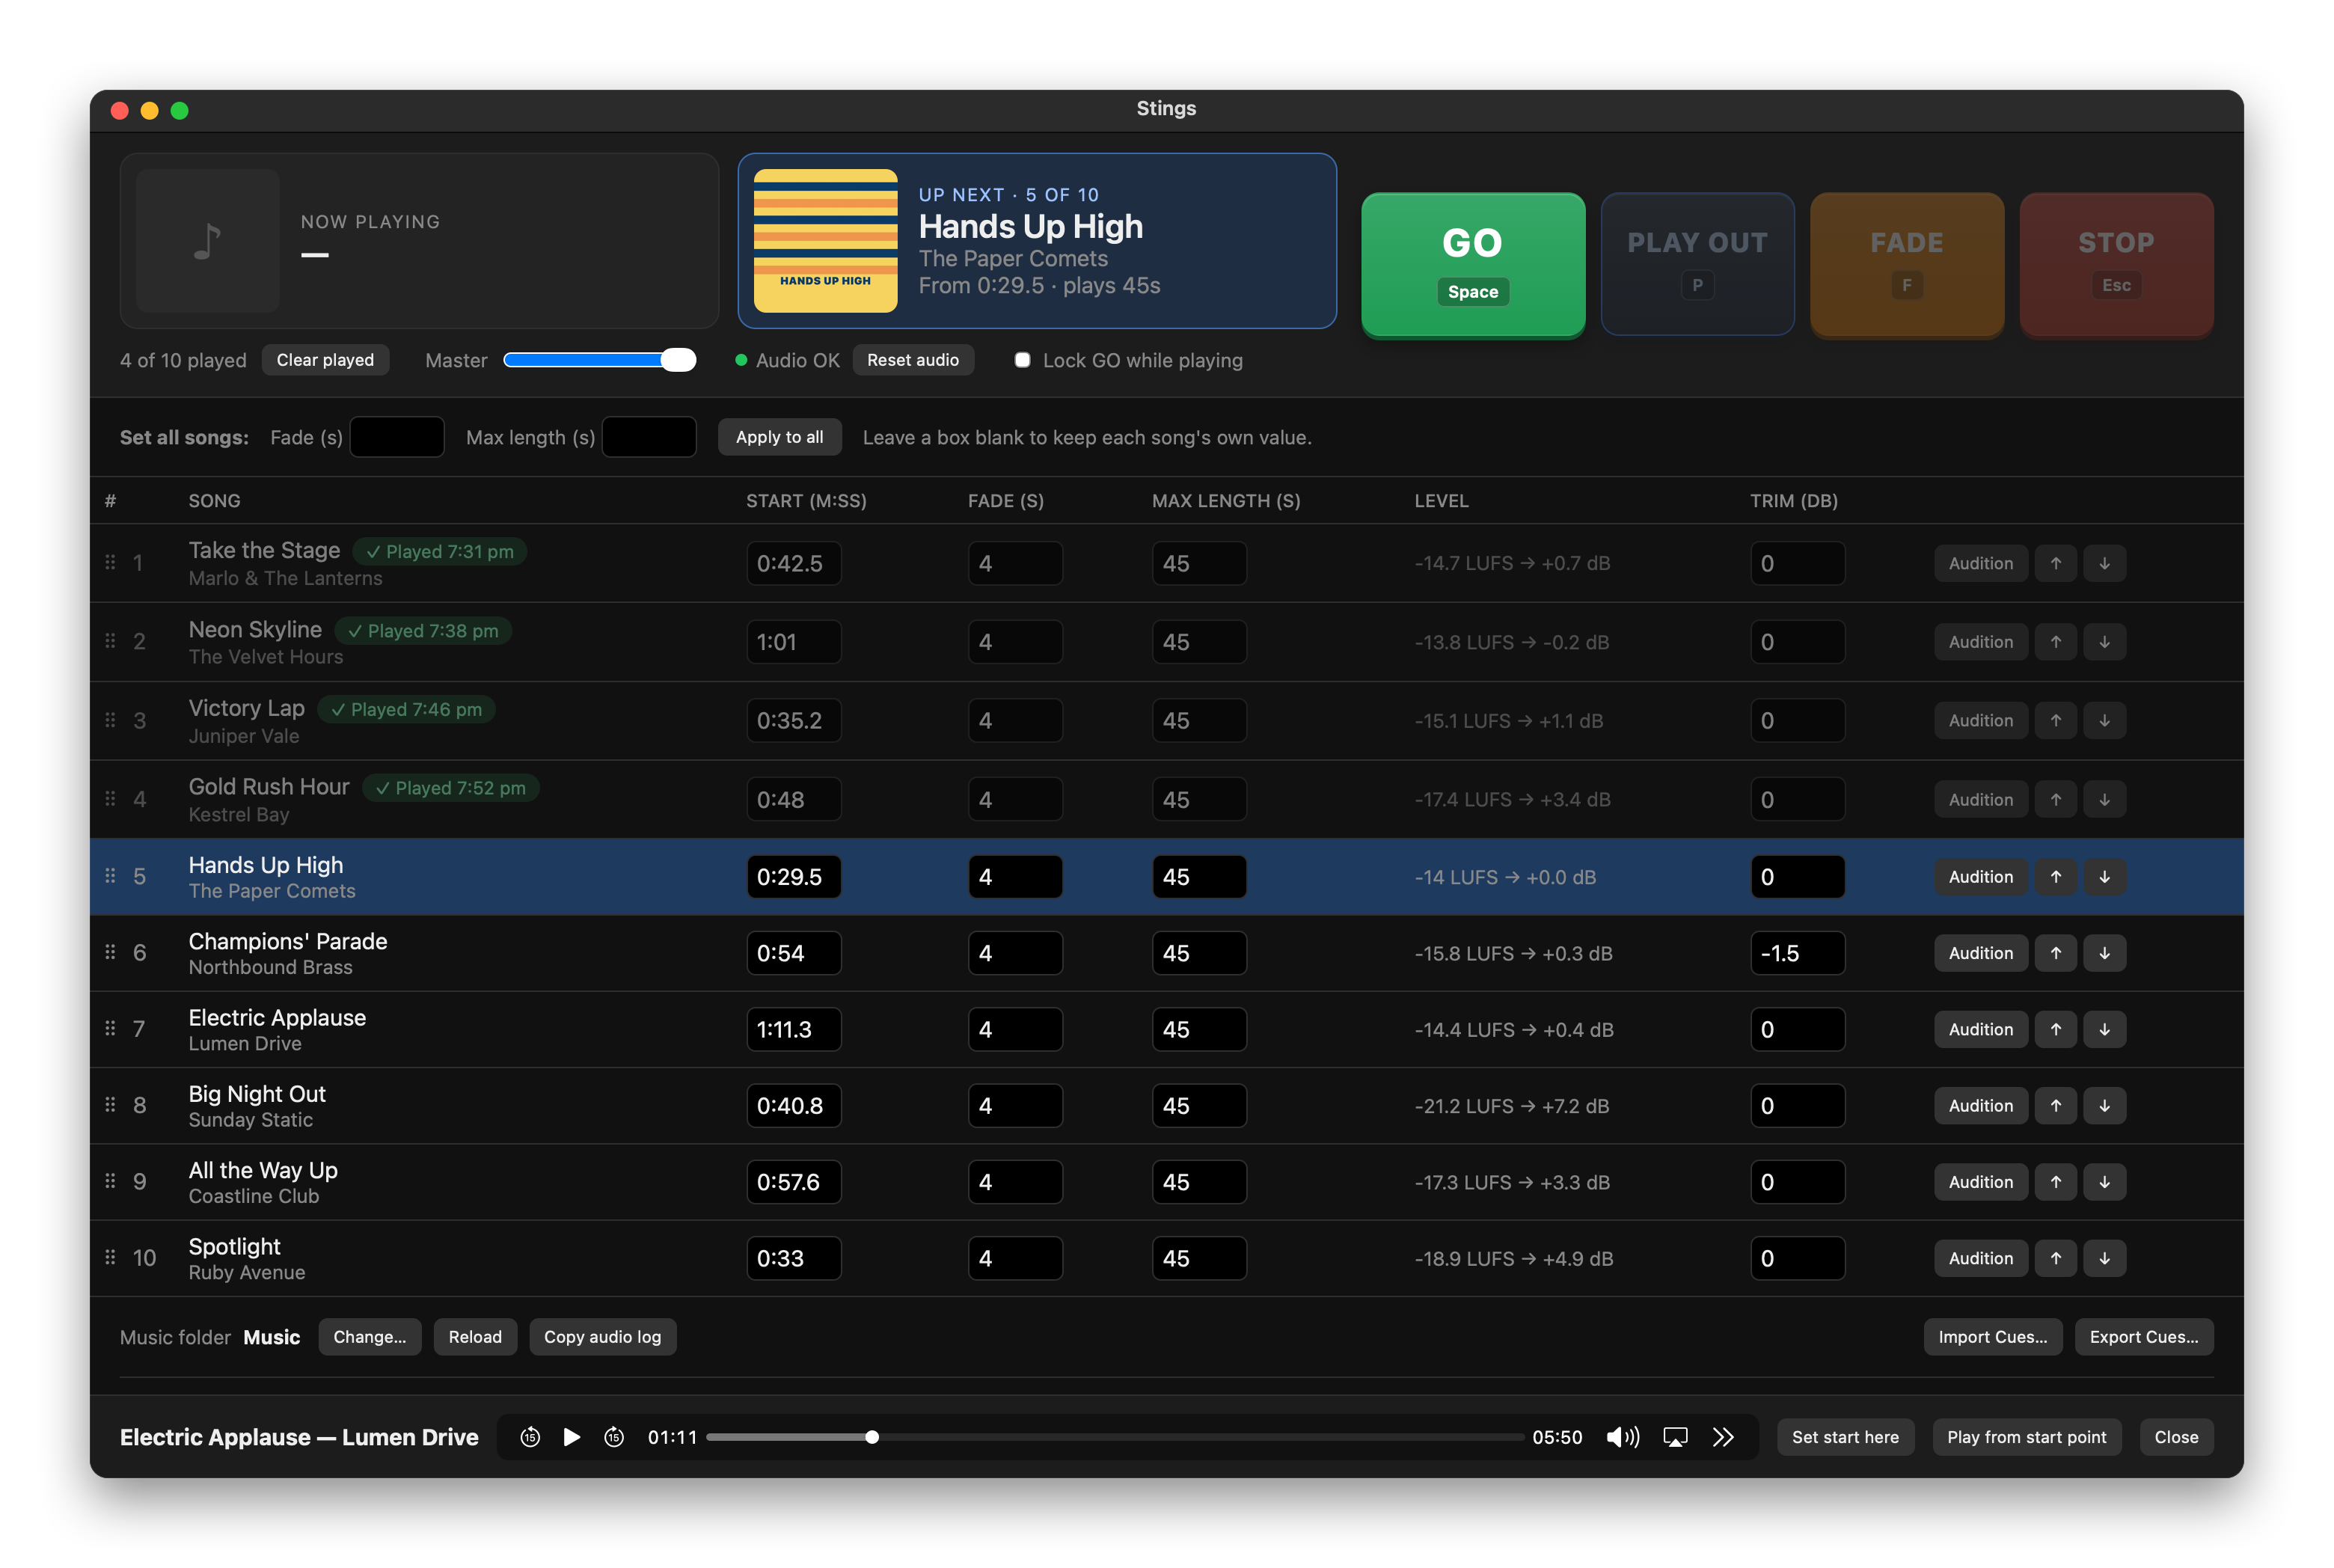 Stings
NOW PLAYING
—
HANDS UP HIGH
UP NEXT · 5 OF 10
Hands Up High
The Paper Comets
From 0:29.5 · plays 45s
GO
Space
PLAY OUT
P
FADE
F
STOP
Esc
4 of 10 played Clear played Master Audio OK Reset audio Lock GO while playing
Set all songs: Fade (s) Max length (s) Apply to all Leave a box blank to keep each song's own value.
# SONG START (M:SS) FADE (S) MAX LENGTH (S) LEVEL TRIM (DB)
1 Take the Stage ✓ Played 7:31 pm 0:42.5 4 45 -14.7 LUFS → +0.7 dB 0 Audition ↑ ↓
Marlo & The Lanterns
2 Neon Skyline ✓ Played 7:38 pm 1:01 4 45 -13.8 LUFS → -0.2 dB 0 Audition ↑ ↓
The Velvet Hours
3 Victory Lap ✓ Played 7:46 pm 0:35.2 4 45 -15.1 LUFS → +1.1 dB 0 Audition ↑ ↓
Juniper Vale
4 Gold Rush Hour ✓ Played 7:52 pm 0:48 4 45 -17.4 LUFS → +3.4 dB 0 Audition ↑ ↓
Kestrel Bay
5 Hands Up High 0:29.5 4 45 -14 LUFS → +0.0 dB 0 Audition ↑ ↓
The Paper Comets
6 Champions' Parade 0:54 4 45 -15.8 LUFS → +0.3 dB -1.5 Audition ↑ ↓
Northbound Brass
7 Electric Applause 1:11.3 4 45 -14.4 LUFS → +0.4 dB 0 Audition ↑ ↓
Lumen Drive
8 Big Night Out 0:40.8 4 45 -21.2 LUFS → +7.2 dB 0 Audition ↑ ↓
Sunday Static
9 All the Way Up 0:57.6 4 45 -17.3 LUFS → +3.3 dB 0 Audition ↑ ↓
Coastline Club
10 Spotlight 0:33 4 45 -18.9 LUFS → +4.9 dB 0 Audition ↑ ↓
Ruby Avenue
Music folder Music Change... Reload Copy audio log Import Cues... Export Cues...
Electric Applause — Lumen Drive 15 15 01:11 05:50 Set start here Play from start point Close